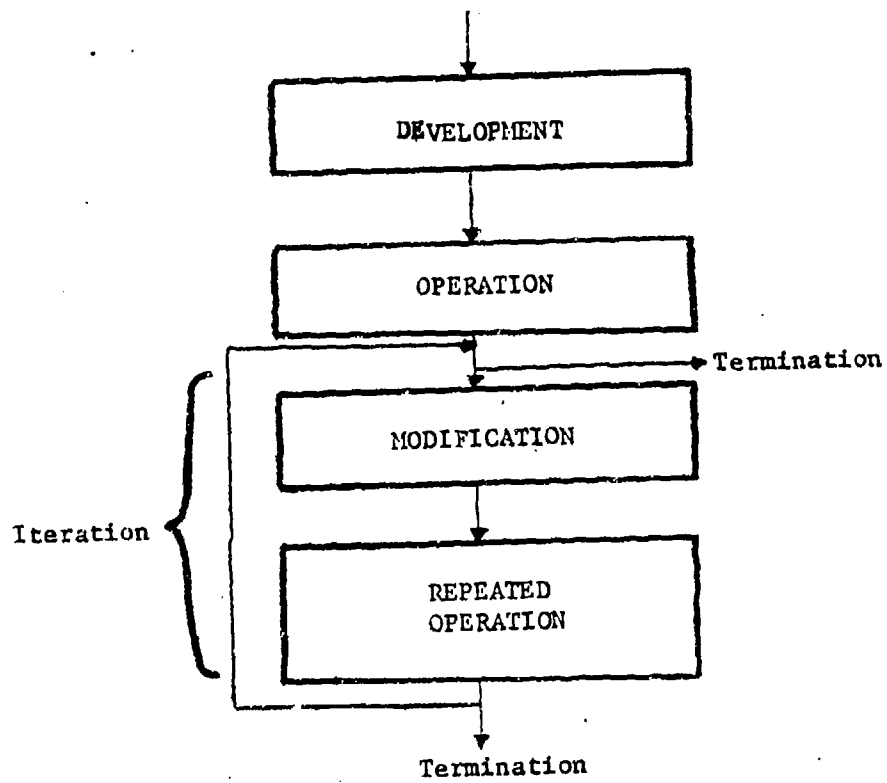 DEVELOPMENT
OPERATION
Termination
MODIFICATION
Iteration
REPEATED
OPERATION
Termination